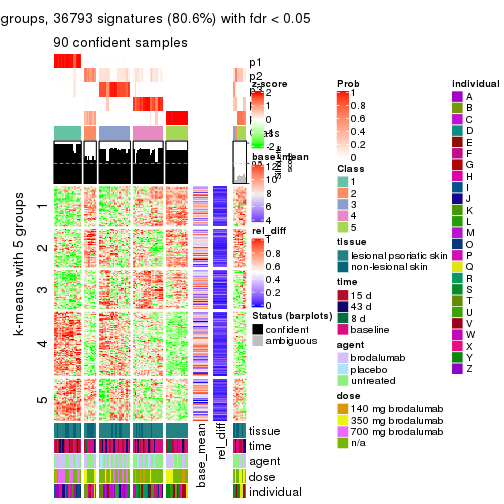 groups, 36793 signatures (80.6%) with fdr < 0.05
90 confident samples
p1
p2
p3
z-score
2
1
0
-1
-2
Class
Silhouette
score
base_mean
12
10
8
6
4
rel_diff
1
0.8
0.6
0.4
0.2
0
Status (barplots)
confident
ambiguous
k-means with 5 groups
1
2
3
4
5
base_mean
rel_diff
tissue
time
agent
dose
individual
Prob
1
0.8
0.6
0.4
0.2
0
Class
1
2
3
4
5
tissue
lesional psoriatic skin
non-lesional skin
time
15 d
43 d
8 d
baseline
agent
brodalumab
placebo
untreated
dose
140 mg brodalumab
350 mg brodalumab
700 mg brodalumab
n/a
individual
A
B
C
D
E
F
G
H
I
J
K
L
M
O
P
Q
R
S
T
U
V
W
X
Y
Z